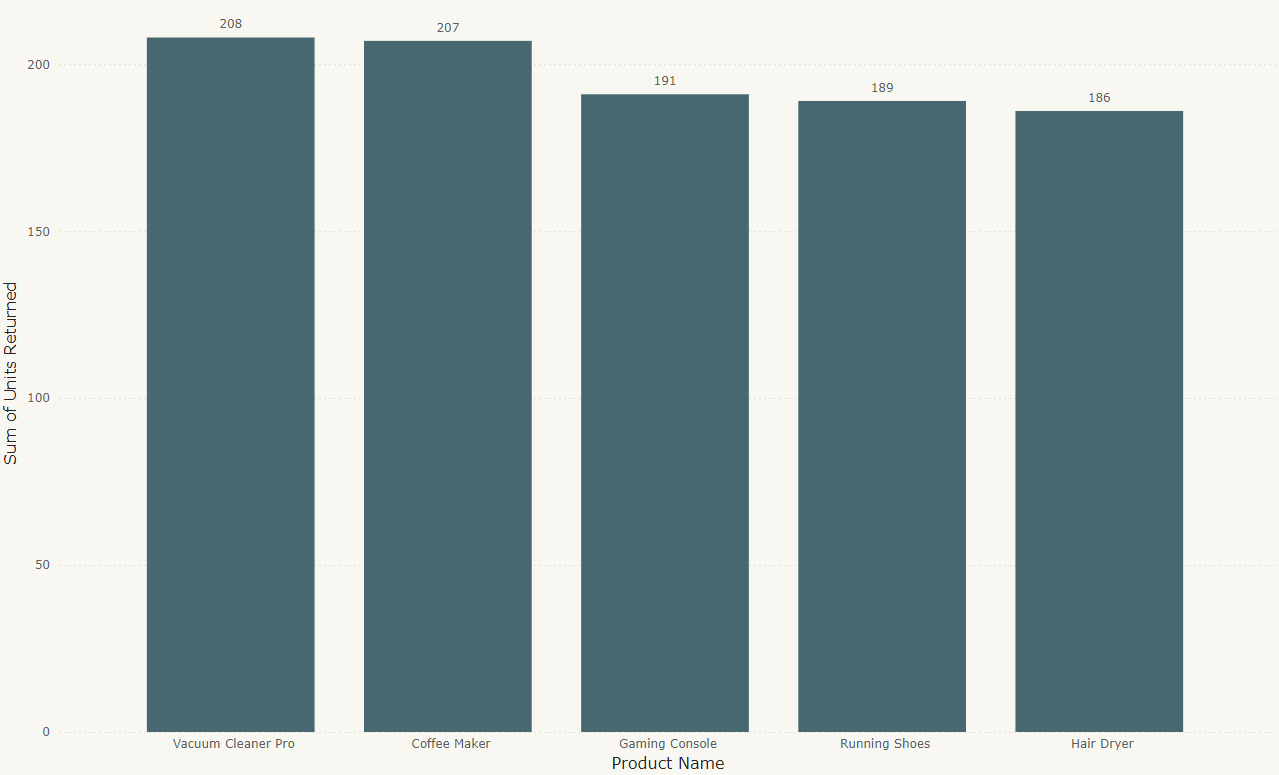 208
207
191
189
186
200
150
100
50
0
Sum of Units Returned
Vacuum Cleaner Pro
Coffee Maker
Gaming Console
Running Shoes
Hair Dryer
Product Name